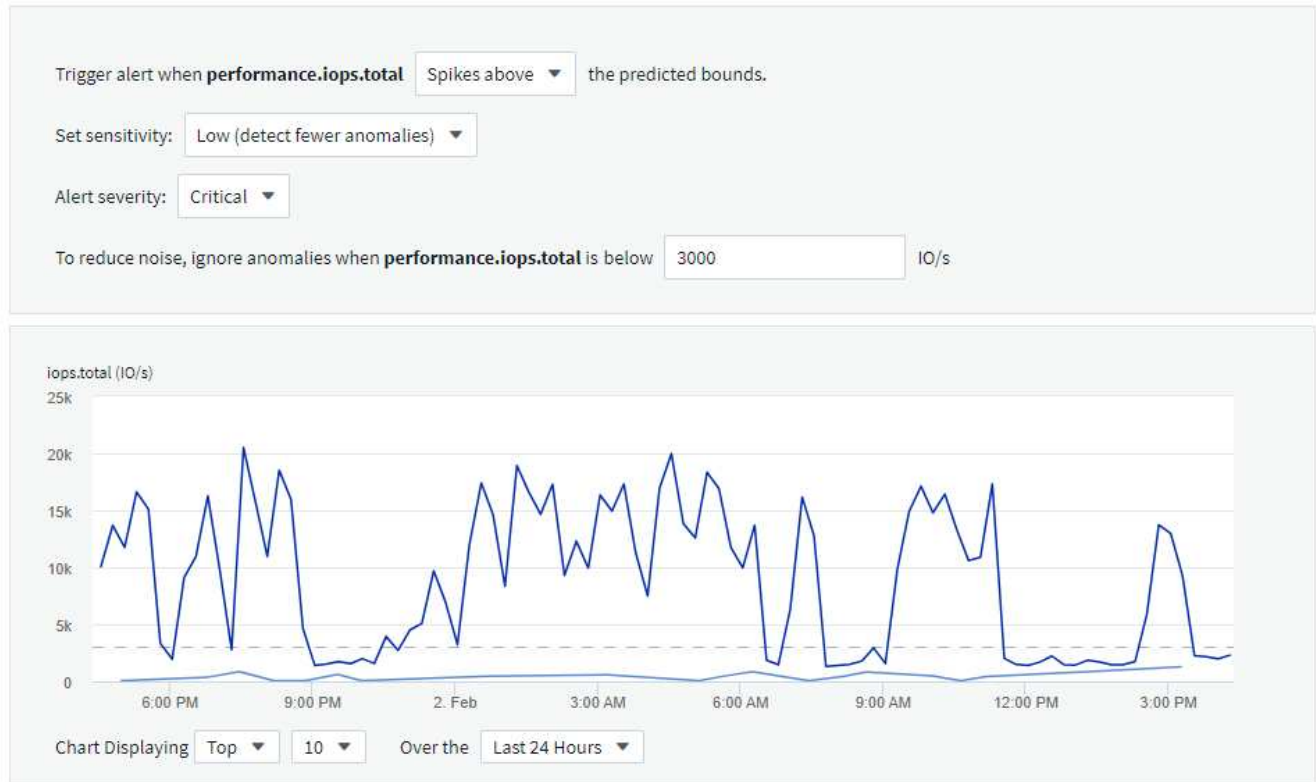 Trigger alert when performance.iops.total Spikes above the predicted bounds.
Set sensitivity: Low (detect fewer anomalies)
Alert severity: Critical
To reduce noise, ignore anomalies when performance.iops.total is below 3000 IO/s
iops.total (IO/s)
25k
20k
15k
10k
5k
0
6:00 PM 9:00 PM 2. Feb 3:00 AM 6:00 AM 9:00 AM 12:00 PM 3:00 PM
Chart Displaying Top 10 Over the Last 24 Hours